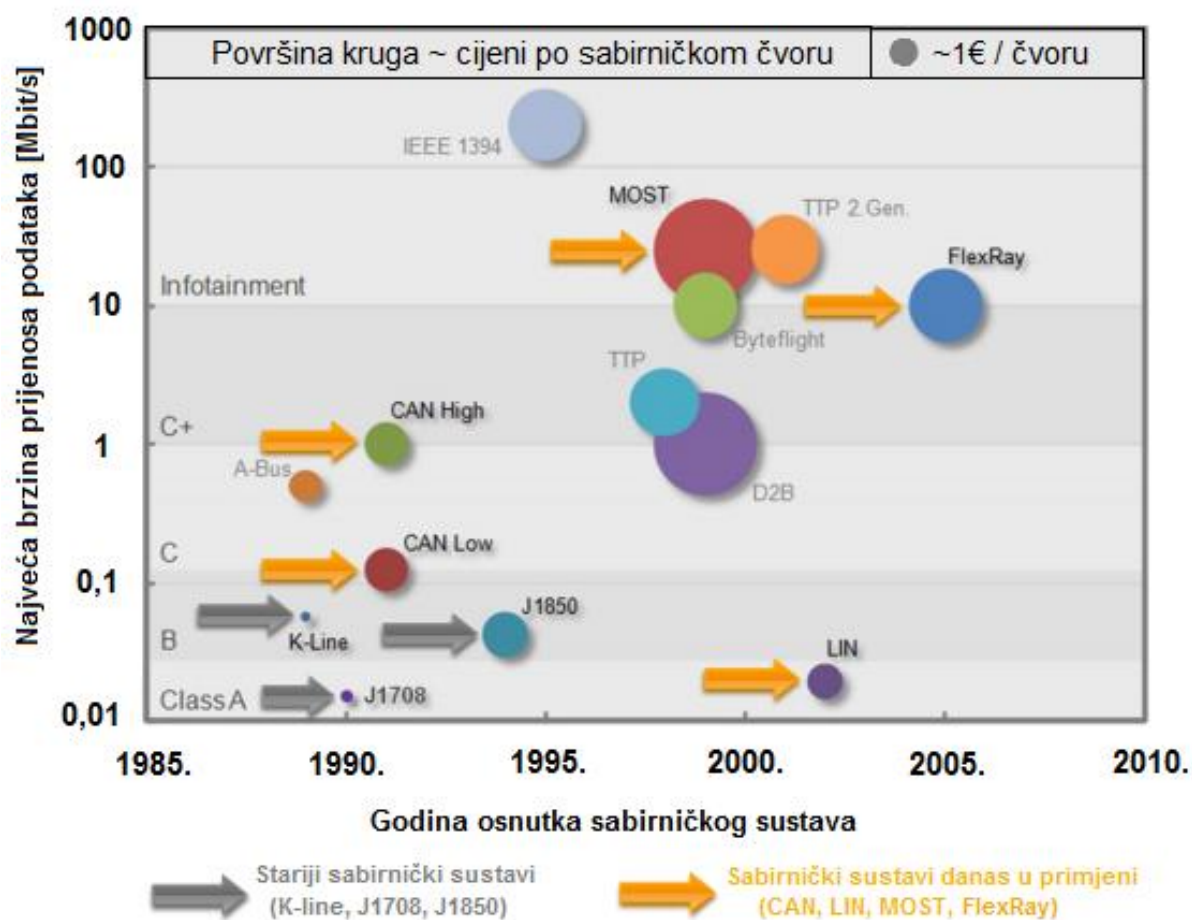 Površina kruga ~ cijeni po sabirničkom čvoru
~1€ / čvoru
Najveća brzina prijenosa podataka [Mbit/s]
1000
100
10
1
0,1
0,01
IEEE 1394
MOST
TTP 2.Gen.
FlexRay
Infotainment
Byteflight
TTP
CAN High
C+
A-Bus
D2B
CAN Low
C
J1850
K-Line
B
LIN
Class A
J1708
1985.
1990.
1995.
2000.
2005.
2010.
Godina osnutka sabirničkog sustava
Stariji sabirnički sustavi
(K-line, J1708, J1850)
Sabirnički sustavi danas u primjeni
(CAN, LIN, MOST, FlexRay)